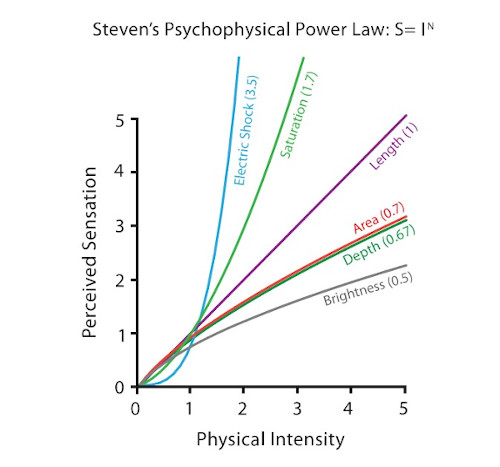 Steven's Psychophysical Power Law: S= Iᴺ
Electric Shock (3.5)
Saturation (1.7)
Length (1)
Area (0.7)
Depth (0.67)
Brightness (0.5)
Perceived Sensation
5
4
3
2
1
0
0 1 2 3 4 5
Physical Intensity